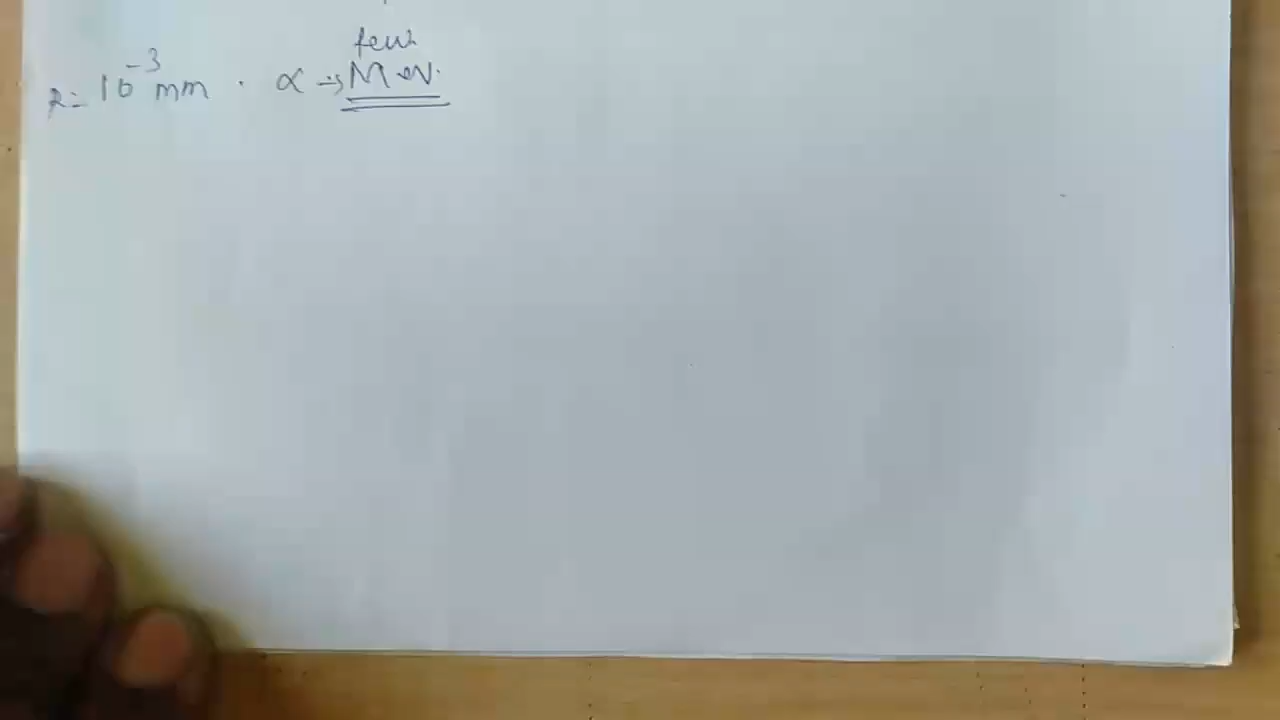 few
R = 10⁻³ mm . α → MeV.